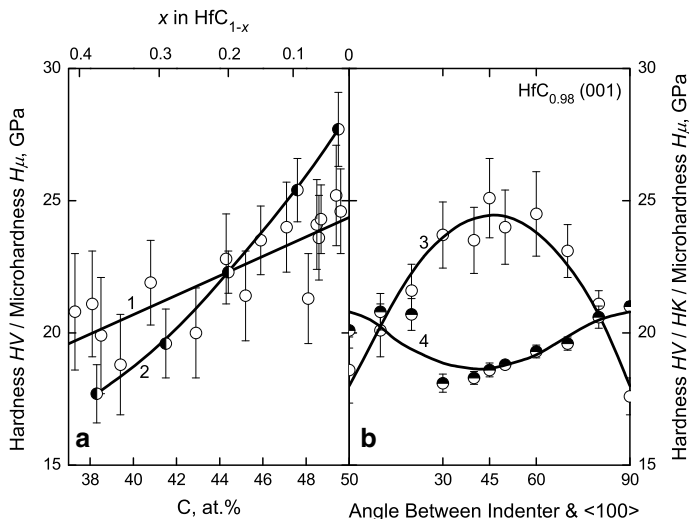 x in HfC1-x
0.4 0.3 0.2 0.1 0
30 30
HfC0.98 (001)
25 25
3
1
20 20
4
2
a b
15 15
38 40 42 44 46 48 50 30 45 60 90
C, at.% Angle Between Indenter & <100>
Hardness HV / Microhardness Hμ, GPa
Hardness HV / HK / Microhardness Hμ, GPa